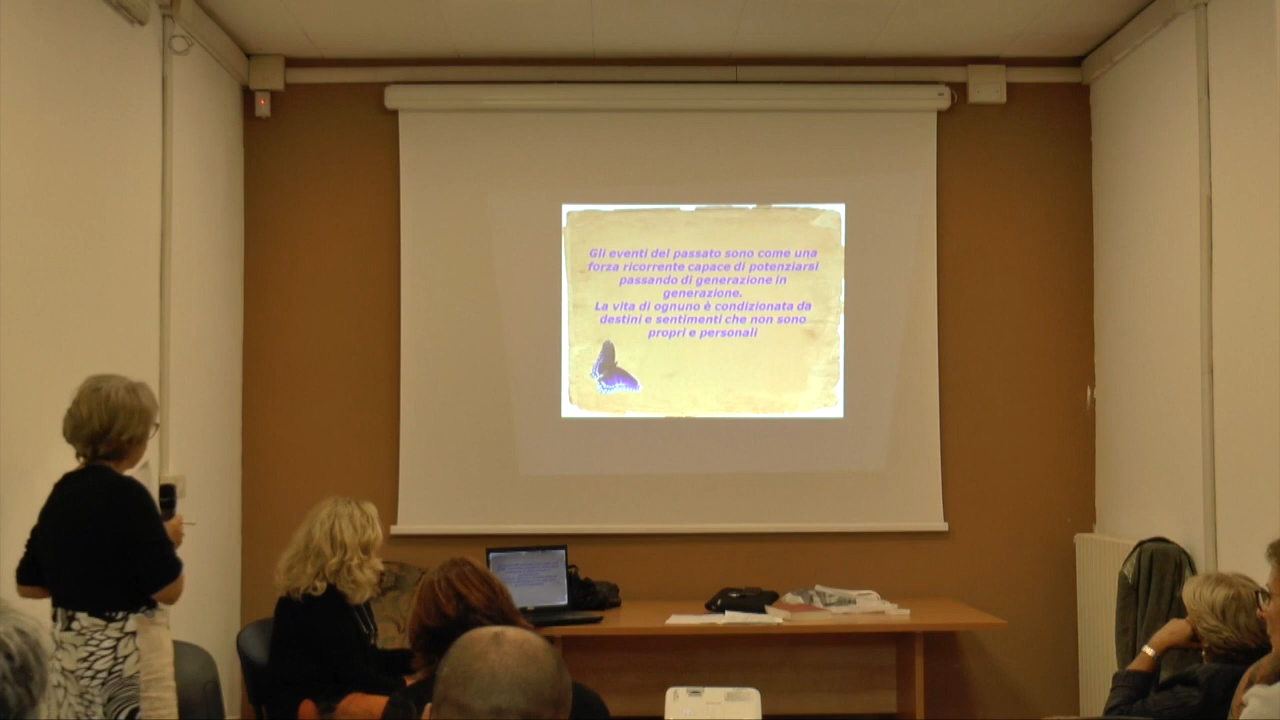 Gli eventi del passato sono come una
forza ricorrente capace di potenziarsi
passando di generazione in
generazione.
La vita di ognuno è condizionata da
destini e sentimenti che non sono
propri e personali